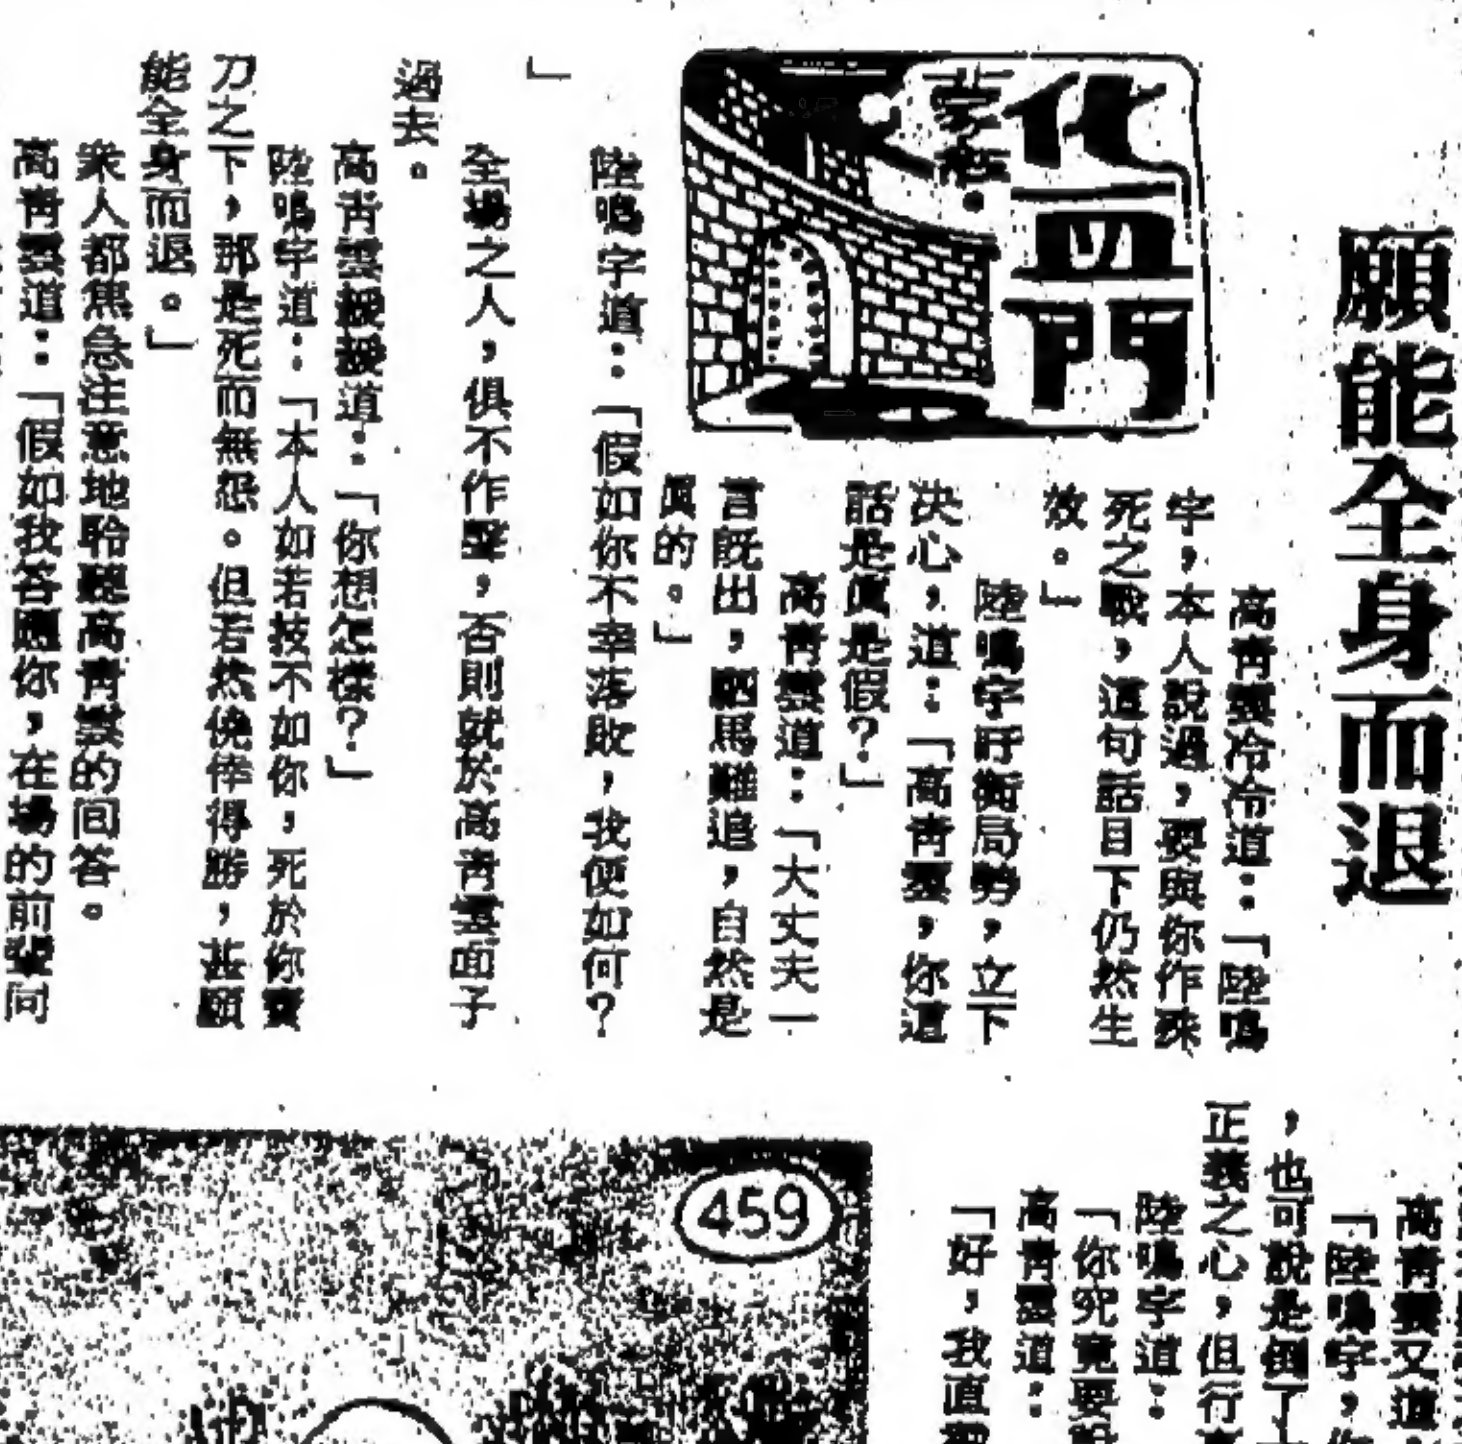 願能全身而退
化血門
高青雲冷冷道：「陸鳴
宇，本人說過，要與你作殊
死之戰，這句話目下仍然生
效。」
陸鳴宇盱衡局勢，立下
決心，道：「高青雲，你這
話是真是假？」
高青雲道：「大丈夫一
言既出，駟馬難追，自然是
真的。」
陸鳴宇道：「假如你不幸落敗，我便如何？
」
全場之人，俱不作聲，否則就於高青雲面子
過去。
高青雲緩緩道：「你想怎樣？」
陸鳴宇道：「本人如若技不如你，死於你寶
刀之下，那是死而無怨。但若然僥倖得勝，甚願
能全身而退。」
衆人都焦急注意地聆聽高青雲的回答。
高青雲道：「假如我答應你，在場的前輩同
高青雲又道
「陸鳴宇，你
，也可說是倒了
正義之心，但行
陸鳴宇道：
「你究竟要說
高青雲道：
「好，我直
459